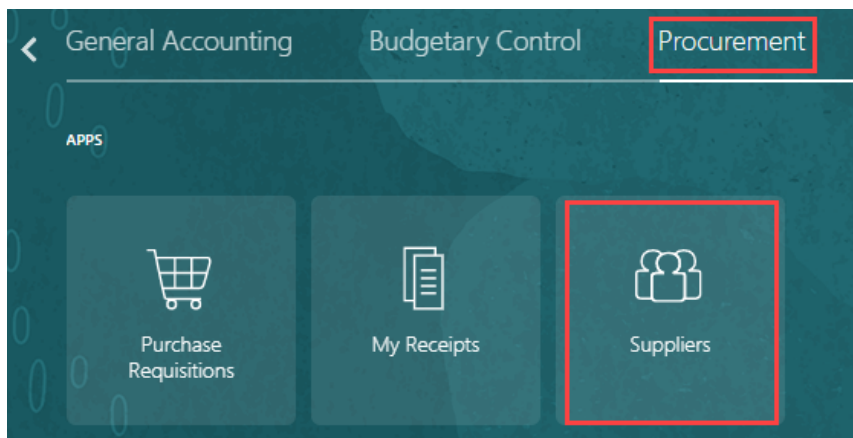 General Accounting
Budgetary Control
Procurement
APPS
Purchase
Requisitions
My Receipts
Suppliers